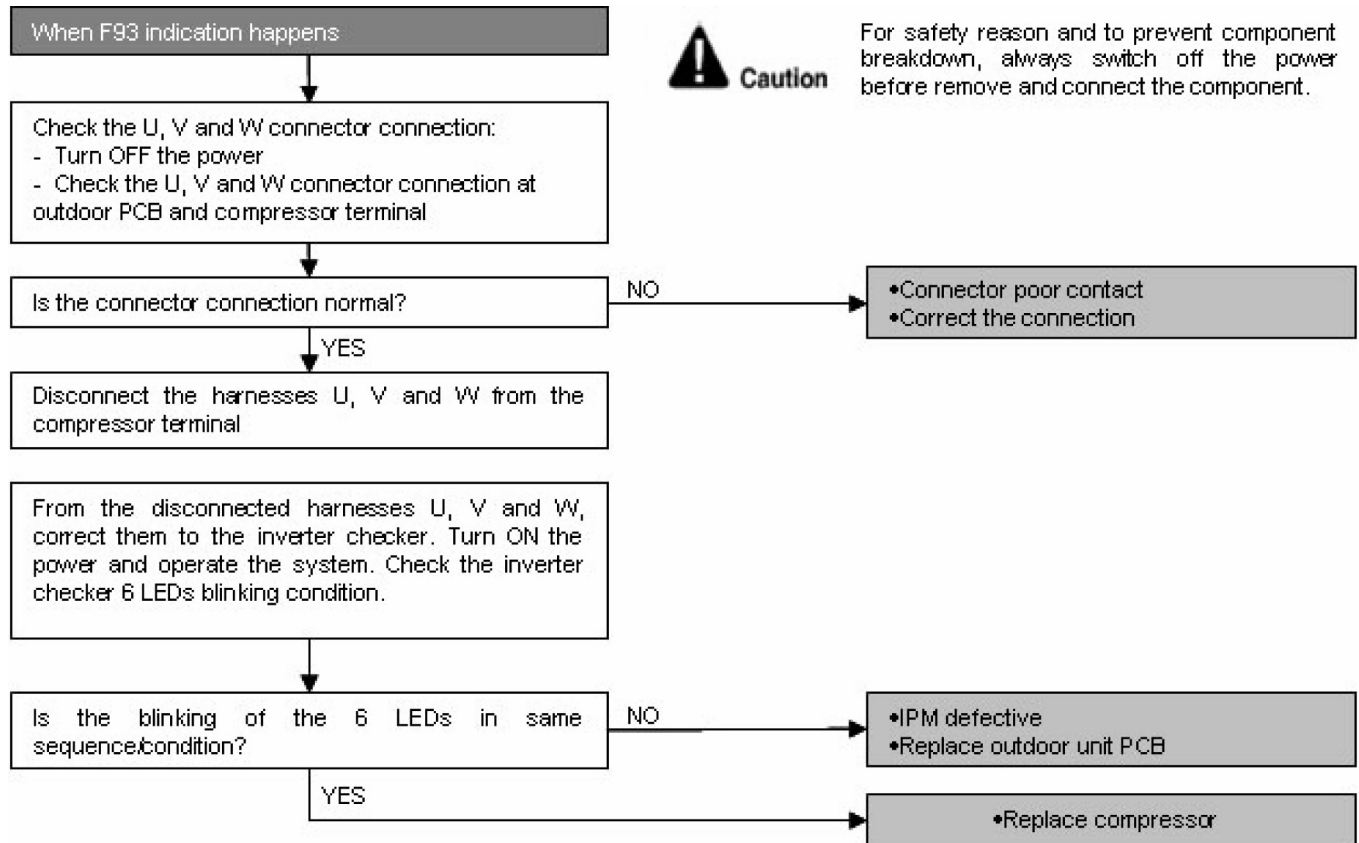 When F93 indication happens
Caution
For safety reason and to prevent component
breakdown, always switch off the power
before remove and connect the component.
Check the U, V and W connector connection:
- Turn OFF the power
- Check the U, V and W connector connection at
outdoor PCB and compressor terminal
Is the connector connection normal?
NO
•Connector poor contact
•Correct the connection
YES
Disconnect the harnesses U, V and W from the
compressor terminal
From the disconnected harnesses U, V and W,
correct them to the inverter checker. Turn ON the
power and operate the system. Check the inverter
checker 6 LEDs blinking condition.
Is the blinking of the 6 LEDs in same
sequence/condition?
NO
•IPM defective
•Replace outdoor unit PCB
YES
•Replace compressor